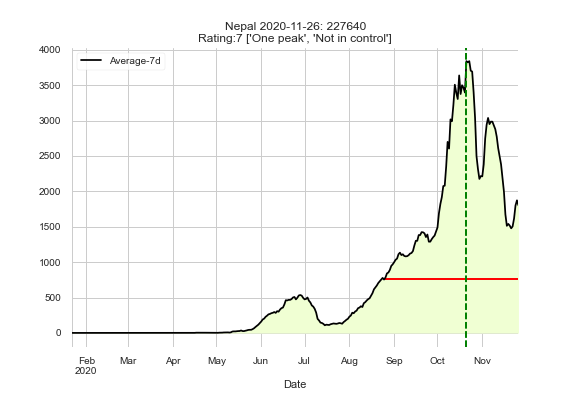 Nepal 2020-11-26: 227640
Rating:7 ['One peak', 'Not in control']
Average-7d
4000
3500
3000
2500
2000
1500
1000
500
0
Feb Mar Apr May Jun Jul Aug Sep Oct Nov
2020
Date